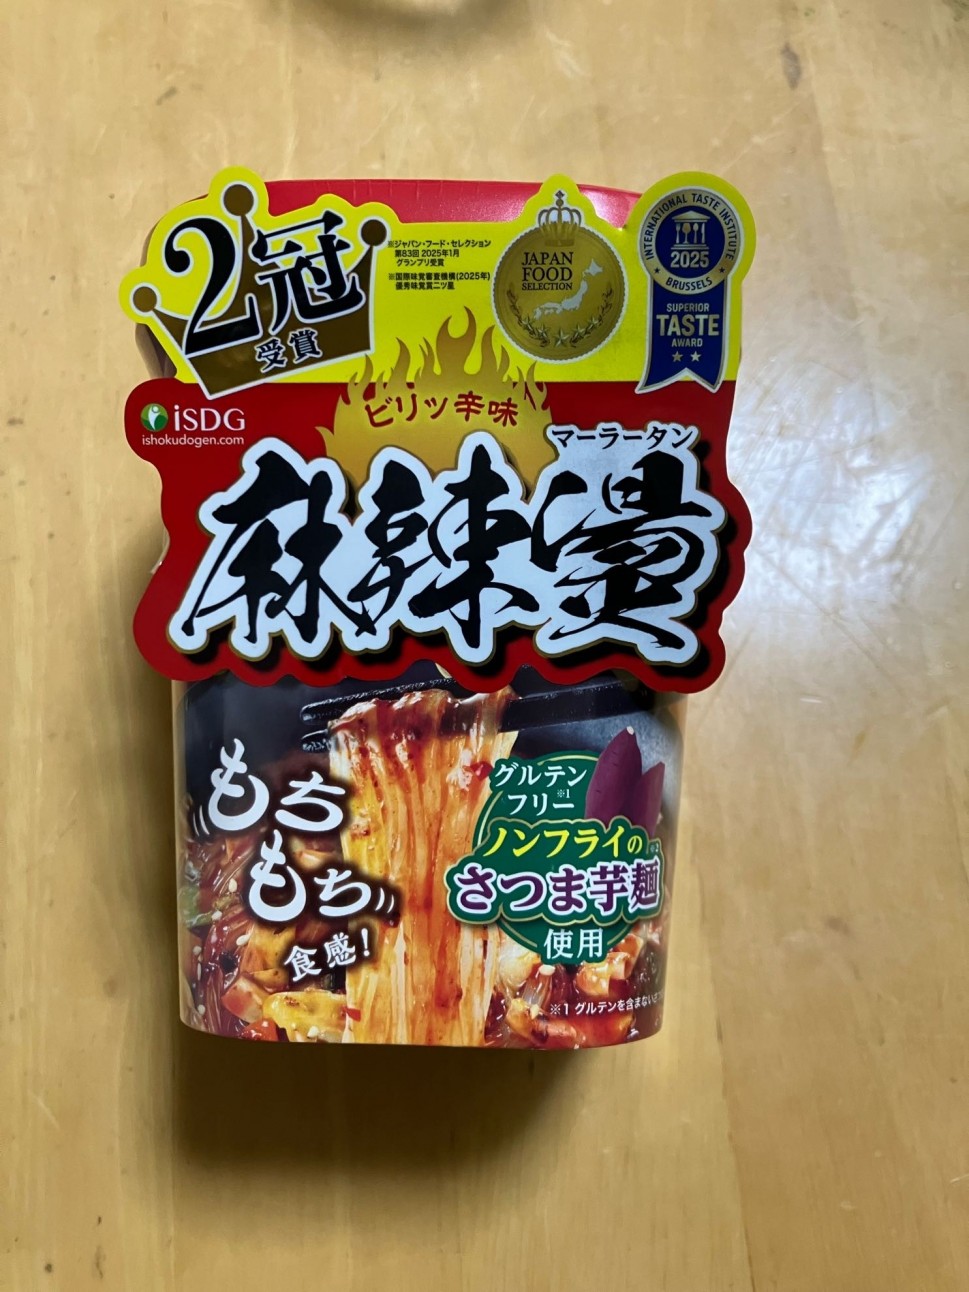 2冠
受賞
※ジャパン・フード・セレクション
第83回 2025年1月
グランプリ受賞
※国際味覚審査機構(2025年)
優秀味覚賞二ツ星
JAPAN
FOOD
SELECTION
INTERNATIONAL TASTE INSTITUTE
2025
BRUSSELS
SUPERIOR
TASTE
AWARD
iSDG
ishokudogen.com
ピリッ辛味
マーラータン
麻辣湯
もち
もち
食感!
グルテン
フリー※1
ノンフライの
さつま芋麺
使用
※1 グルテンを含まない